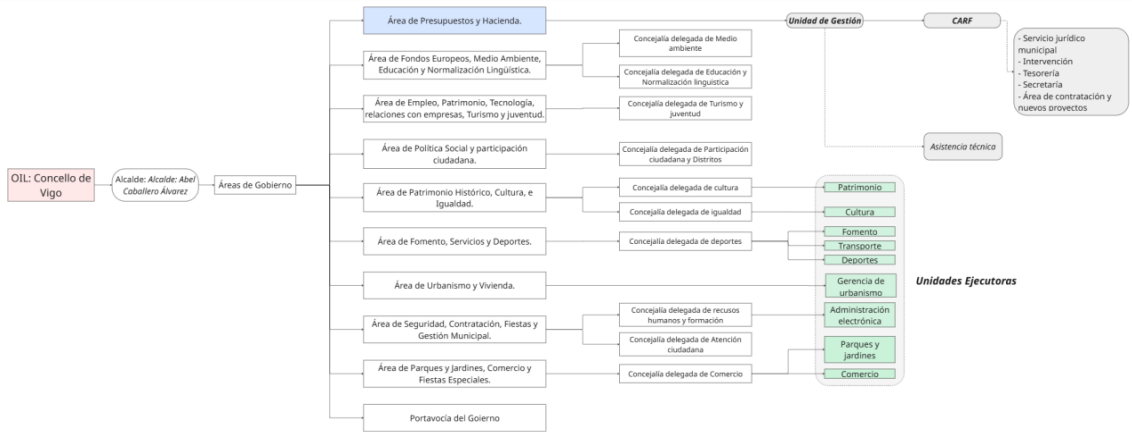 OIL: Concello de
Vigo
Alcalde: Alcalde: Abel
Caballero Álvarez
Áreas de Gobierno
Área de Presupuestos y Hacienda.
Unidad de Gestión
CARF
- Servicio jurídico
municipal
- Intervención
- Tesorería
- Secretaría
- Área de contratación y
nuevos proyectos
Asistencia técnica
Área de Fondos Europeos, Medio Ambiente,
Educación y Normalización Lingüística.
Concejalía delegada de Medio
ambiente
Concejalía delegada de Educación y
Normalización linguistica
Área de Empleo, Patrimonio, Tecnología,
relaciones con empresas, Turismo y juventud.
Concejalía delegada de Turismo y
juventud
Área de Política Social y participación
ciudadana.
Concejalía delegada de Participación
ciudadana y Distritos
Área de Patrimonio Histórico, Cultura, e
Igualdad.
Concejalía delegada de cultura
Patrimonio
Concejalía delegada de igualdad
Cultura
Área de Fomento, Servicios y Deportes.
Concejalía delegada de deportes
Fomento
Transporte
Deportes
Área de Urbanismo y Vivienda.
Gerencia de
urbanismo
Unidades Ejecutoras
Área de Seguridad, Contratación, Fiestas y
Gestión Municipal.
Concejalía delegada de recusos
humanos y formación
Administración
electrónica
Concejalía delegada de Atención
ciudadana
Área de Parques y Jardines, Comercio y
Fiestas Especiales.
Concejalía delegada de Comercio
Parques y
jardines
Comercio
Portavocía del Goierno